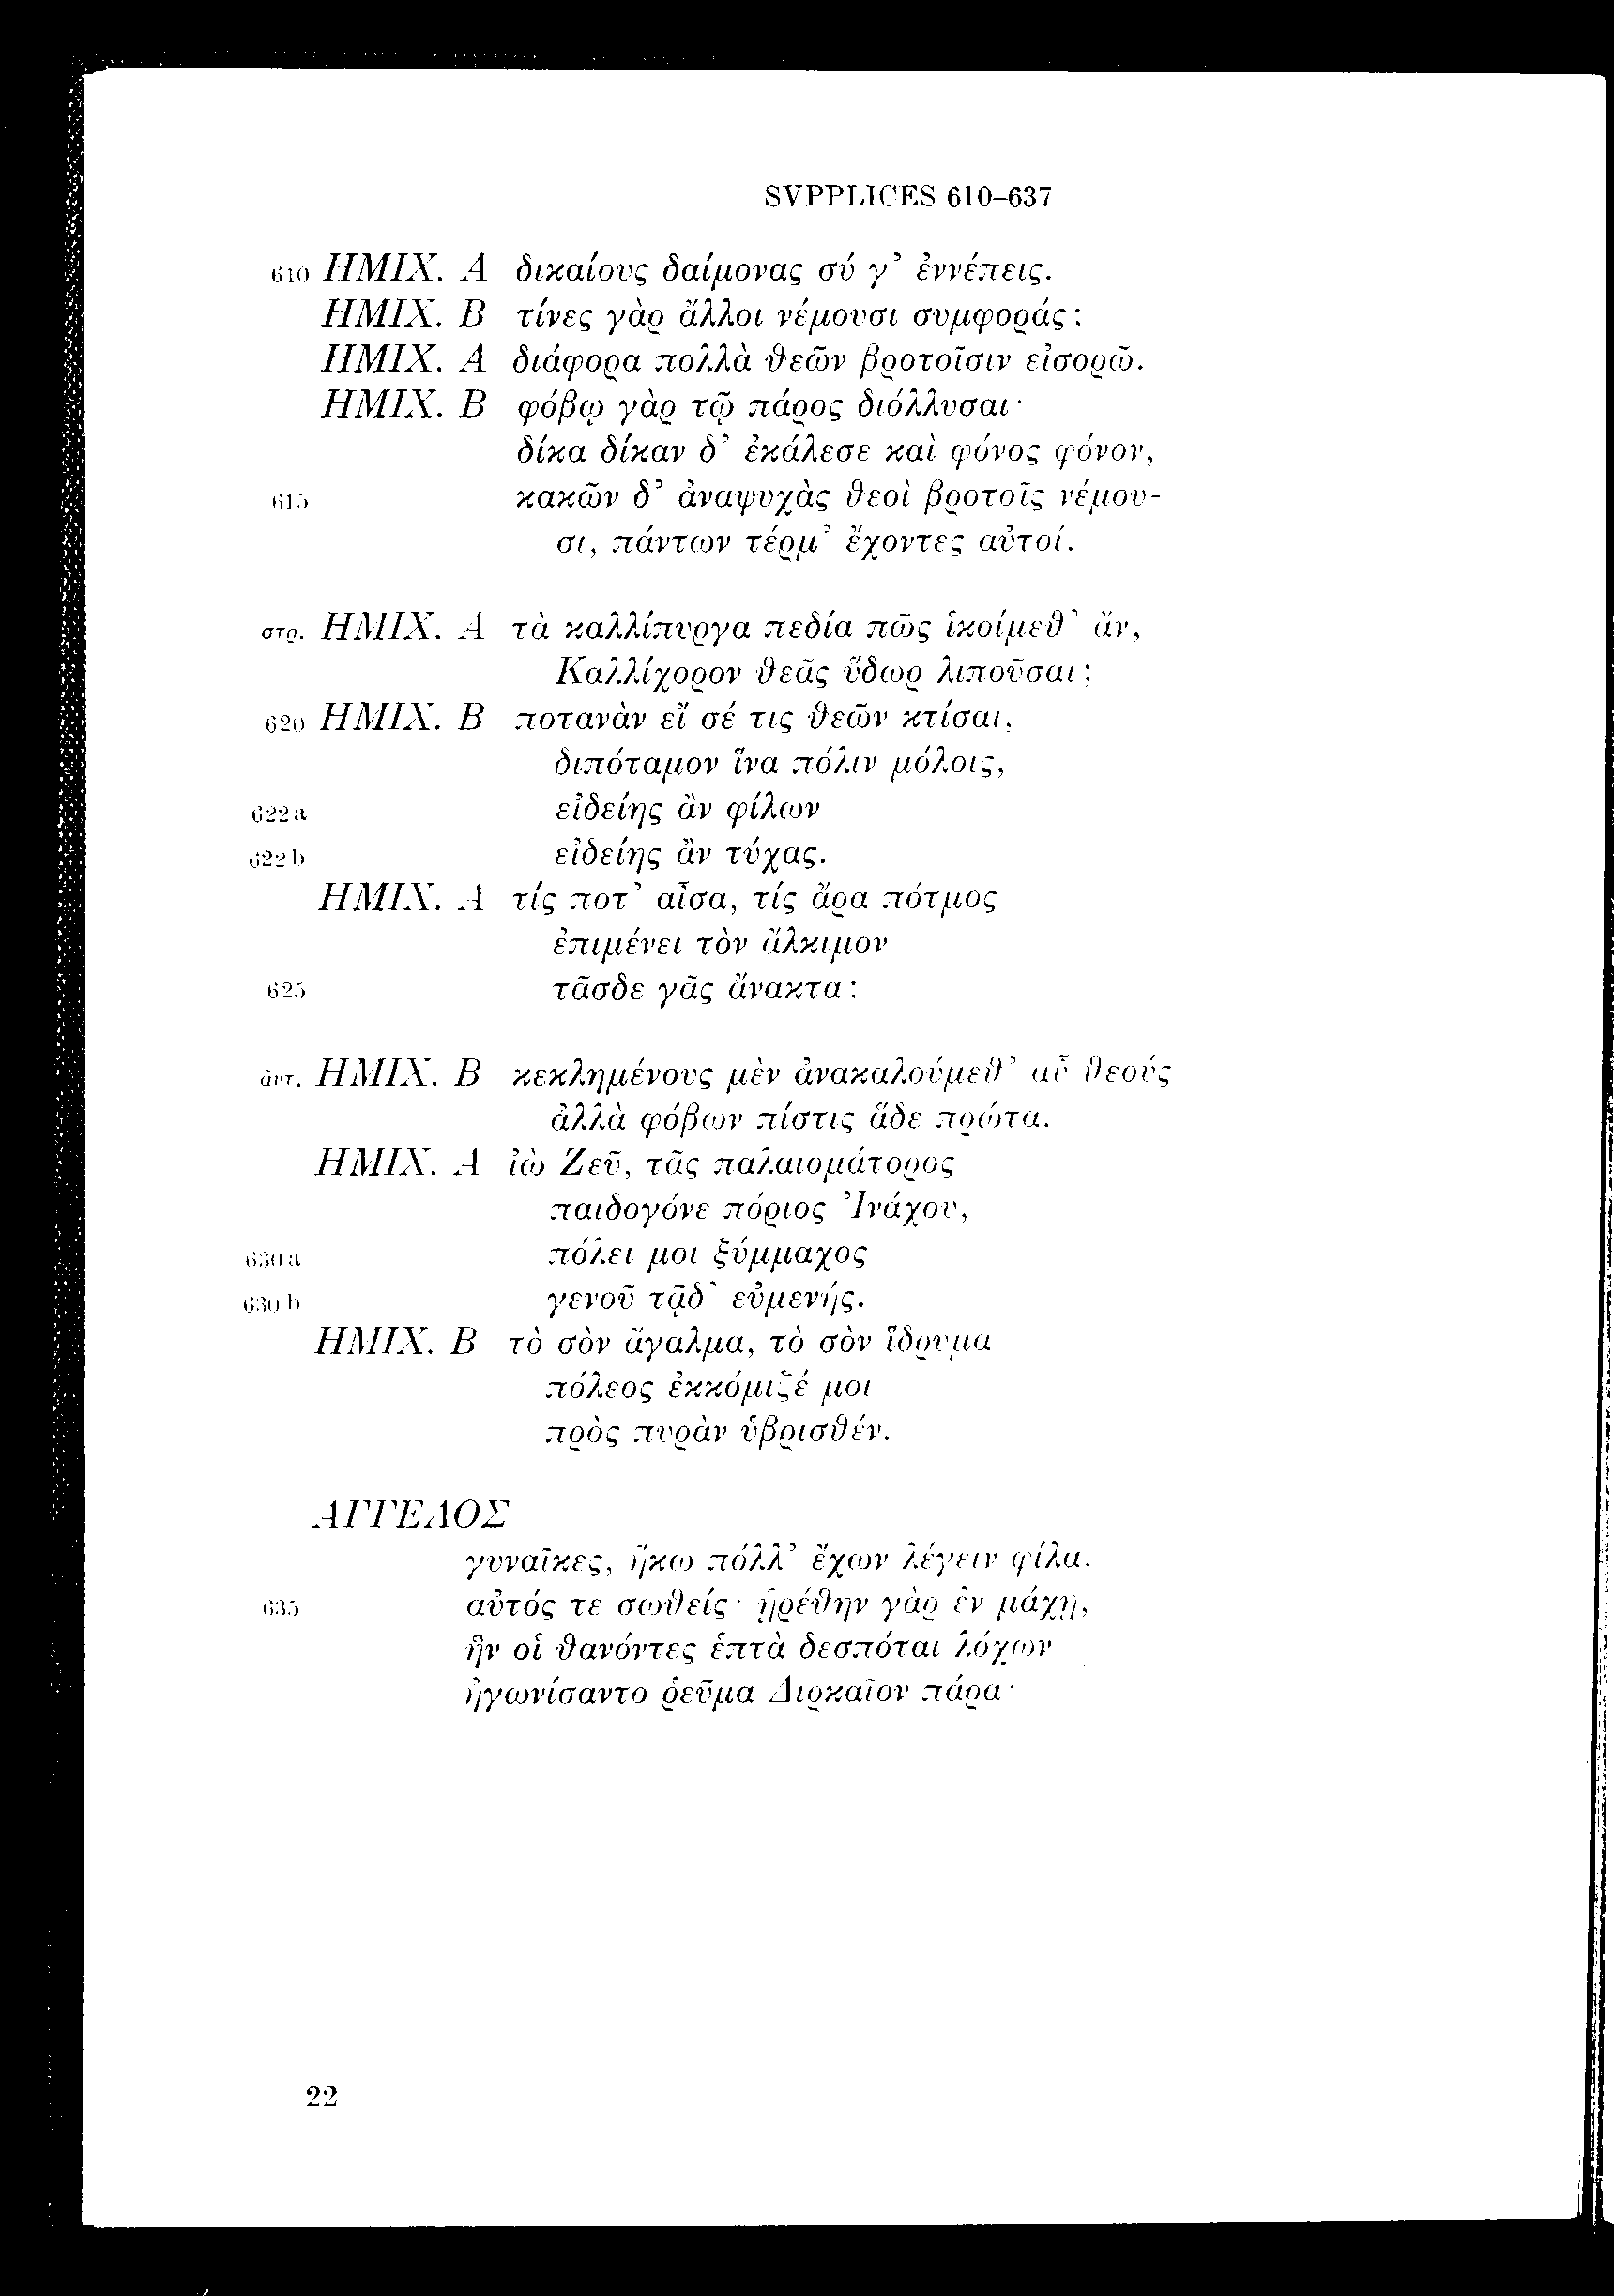 SVPPLICES 610–637
610 ΗΜΙΧ. Α δικαίους δαίμονας σύ γ’ ἐννέπεις.
ΗΜΙΧ. Β τίνες γὰρ ἄλλοι νέμουσι συμφοράς;
ΗΜΙΧ. Α διάφορα πολλὰ θεῶν βροτοῖσιν εἰσορῶ.
ΗΜΙΧ. Β φόβῳ γὰρ τῷ πάρος διόλλυσαι·
δίκα δίκαν δ’ ἐκάλεσε καὶ φόνος φόνον,
615 κακῶν δ’ ἀναψυχὰς θεοὶ βροτοῖς νέμου-
σι, πάντων τέρμ’ ἔχοντες αὐτοί.
στρ. ΗΜΙΧ. Α τὰ καλλίπυργα πεδία πῶς ἱκοίμεθ’ ἄν,
Καλλίχορον θεᾶς ὕδωρ λιποῦσαι;
620 ΗΜΙΧ. Β ποτανὰν εἴ σέ τις θεῶν κτίσαι,
διπόταμον ἵνα πόλιν μόλοις,
622a εἰδείης ἂν φίλων
622b εἰδείης ἂν τύχας.
ΗΜΙΧ. Α τίς ποτ’ αἶσα, τίς ἄρα πότμος
ἐπιμένει τὸν ἄλκιμον
625 τᾶσδε γᾶς ἄνακτα;
ἀντ. ΗΜΙΧ. Β κεκλημένους μὲν ἀνακαλούμεθ’ αὖ θεούς·
ἀλλὰ φόβων πίστις ἅδε πρώτα.
ΗΜΙΧ. Α ἰὼ Ζεῦ, τᾶς παλαιομάτορος
παιδογόνε πόριος Ἰνάχου,
630a πόλει μοι ξύμμαχος
630b γενοῦ τᾷδ’ εὐμενής.
ΗΜΙΧ. Β τὸ σὸν ἄγαλμα, τὸ σὸν ἵδρυμα
πόλεος ἐκκόμιζέ μοι
πρὸς πυρὰν ὑβρισθέν.
ΑΓΓΕΛΟΣ
γυναῖκες, ἥκω πόλλ’ ἔχων λέγειν φίλα,
635 αὐτός τε σωθείς· ᾑρέθην γὰρ ἐν μάχῃ,
ἣν οἱ θανόντες ἑπτὰ δεσπόται λόχων
ἠγωνίσαντο ῥεῦμα Διρκαῖον πάρα·
22